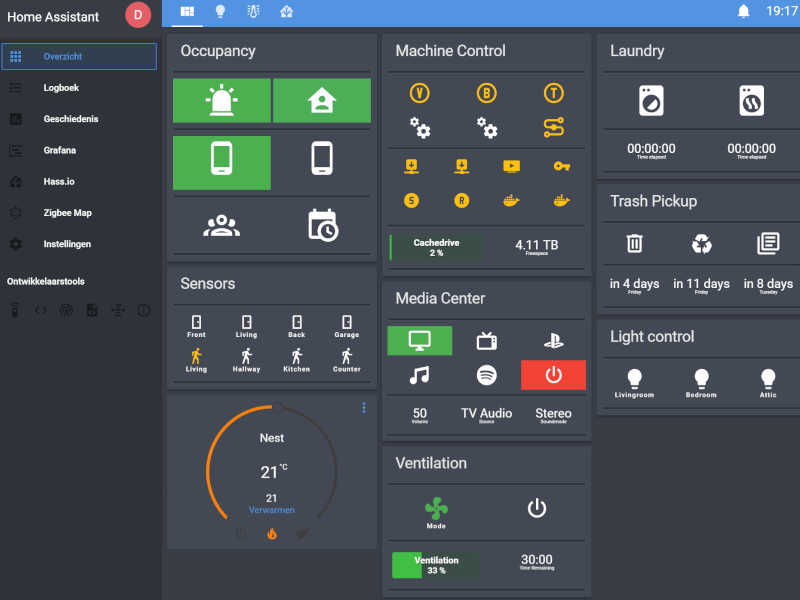 Home Assistant
D
19:17
Overzicht
Logboek
Geschiedenis
Grafana
Hass.io
Zigbee Map
Instellingen
Ontwikkelaarstools
Occupancy
Sensors
Front Living Back Garage
Living Hallway Kitchen Counter
Nest
21 °C
21
Verwarmen
Machine Control
V B T
S R
Cachedrive
2 %
4.11 TB
Freespace
Media Center
50 TV Audio Stereo
Volume Source Soundmode
Ventilation
Mode
Ventilation
33 %
30:00
Time Remaining
Laundry
00:00:00 00:00:00
Time elapsed Time elapsed
Trash Pickup
in 4 days in 11 days in 8 days
Friday Friday Tuesday
Light control
Livingroom Bedroom Attic